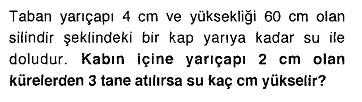 Taban yarıçapı 4 cm ve yüksekliği 60 cm olan
silindir şeklindeki bir kap yarıya kadar su ile
doludur. Kabın içine yarıçapı 2 cm olan
kürelerden 3 tane atılırsa su kaç cm yükselir?